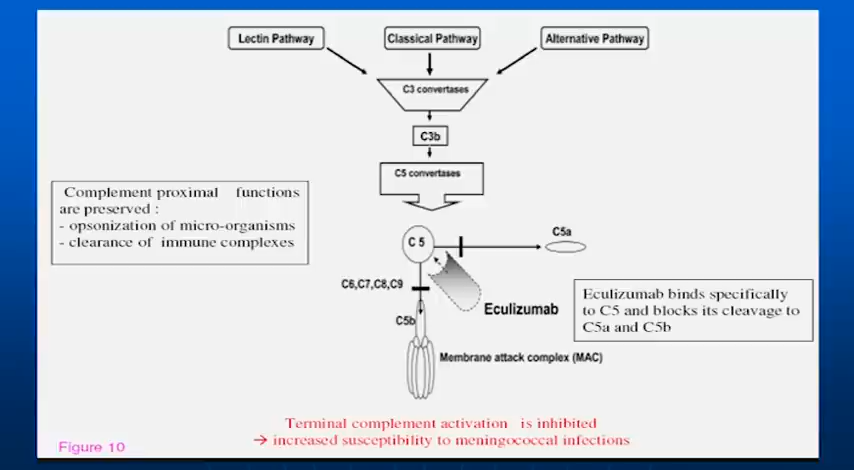 Lectin Pathway
Classical Pathway
Alternative Pathway
C3 convertases
C3b
C5 convertases
Complement proximal functions
are preserved :
- opsonization of micro-organisms
- clearance of immune complexes
C 5
C5a
C6,C7,C8,C9
Eculizumab
Eculizumab binds specifically
to C5 and blocks its cleavage to
C5a and C5b
C5b
Membrane attack complex (MAC)
Terminal complement activation is inhibited
→ increased susceptibility to meningococcal infections
Figure 10